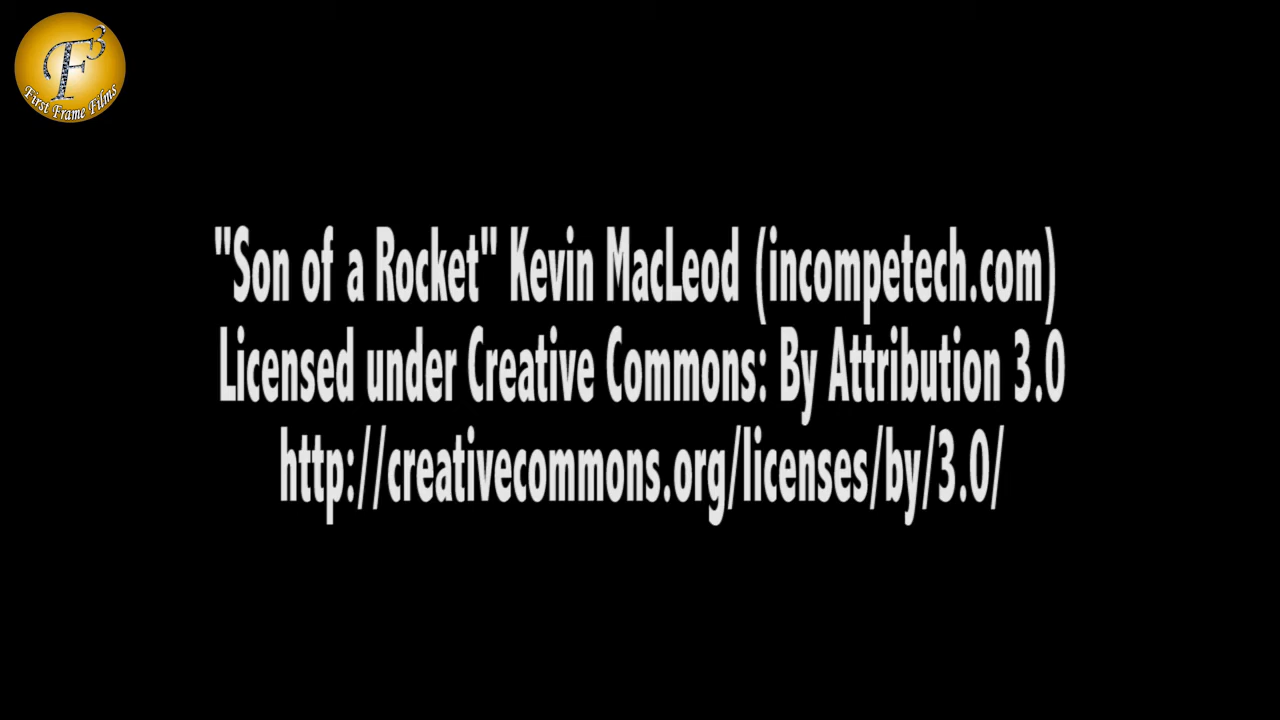 F3
First Frame Films
"Son of a Rocket" Kevin MacLeod (incompetech.com)
Licensed under Creative Commons: By Attribution 3.0
http://creativecommons.org/licenses/by/3.0/